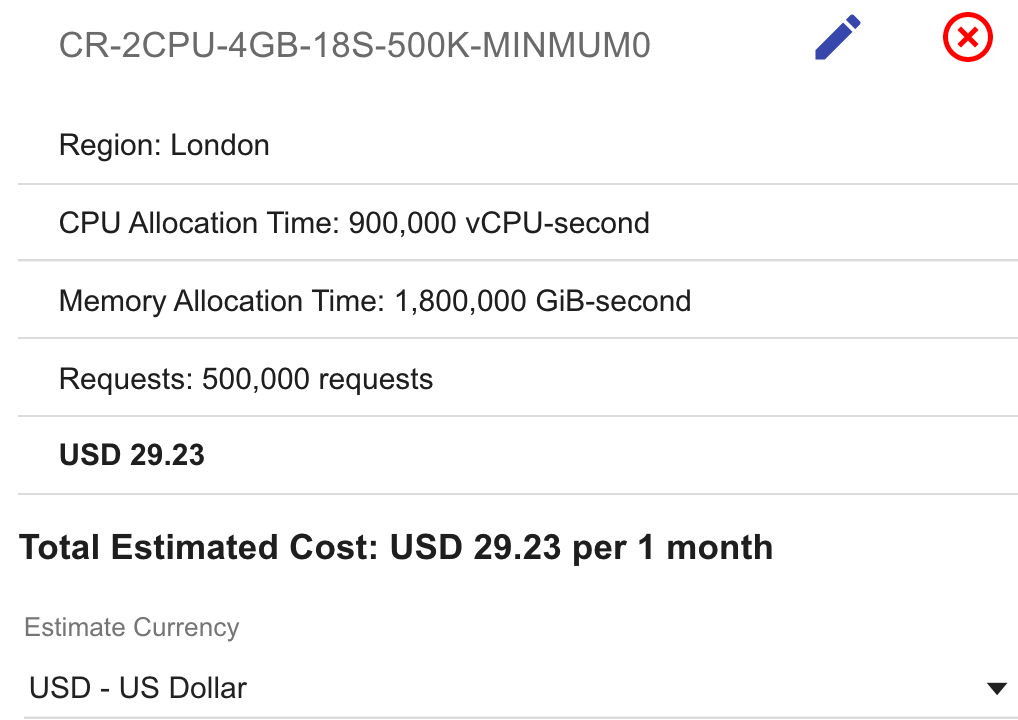 CR-2CPU-4GB-18S-500K-MINMUM0
Region: London
CPU Allocation Time: 900,000 vCPU-second
Memory Allocation Time: 1,800,000 GiB-second
Requests: 500,000 requests
USD 29.23
Total Estimated Cost: USD 29.23 per 1 month
Estimate Currency
USD - US Dollar